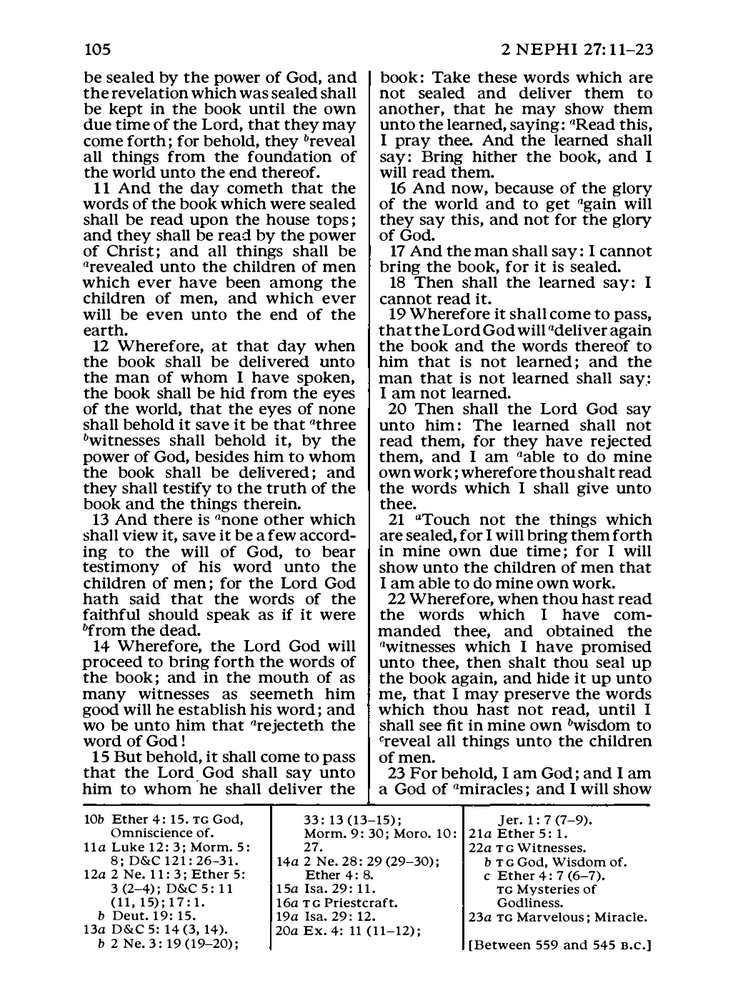 105
2 NEPHI 27:11–23
be sealed by the power of God, and
the revelation which was sealed shall
be kept in the book until the own
due time of the Lord, that they may
come forth; for behold, they breveal
all things from the foundation of
the world unto the end thereof.
11 And the day cometh that the
words of the book which were sealed
shall be read upon the house tops;
and they shall be read by the power
of Christ; and all things shall be
arevealed unto the children of men
which ever have been among the
children of men, and which ever
will be even unto the end of the
earth.
12 Wherefore, at that day when
the book shall be delivered unto
the man of whom I have spoken,
the book shall be hid from the eyes
of the world, that the eyes of none
shall behold it save it be that athree
bwitnesses shall behold it, by the
power of God, besides him to whom
the book shall be delivered; and
they shall testify to the truth of the
book and the things therein.
13 And there is anone other which
shall view it, save it be a few accord-
ing to the will of God, to bear
testimony of his word unto the
children of men; for the Lord God
hath said that the words of the
faithful should speak as if it were
bfrom the dead.
14 Wherefore, the Lord God will
proceed to bring forth the words of
the book; and in the mouth of as
many witnesses as seemeth him
good will he establish his word; and
wo be unto him that arejecteth the
word of God!
15 But behold, it shall come to pass
that the Lord God shall say unto
him to whom he shall deliver the
book: Take these words which are
not sealed and deliver them to
another, that he may show them
unto the learned, saying: aRead this,
I pray thee. And the learned shall
say: Bring hither the book, and I
will read them.
16 And now, because of the glory
of the world and to get again will
they say this, and not for the glory
of God.
17 And the man shall say: I cannot
bring the book, for it is sealed.
18 Then shall the learned say: I
cannot read it.
19 Wherefore it shall come to pass,
that the Lord God will adeliver again
the book and the words thereof to
him that is not learned; and the
man that is not learned shall say:
I am not learned.
20 Then shall the Lord God say
unto him: The learned shall not
read them, for they have rejected
them, and I am aable to do mine
own work; wherefore thou shalt read
the words which I shall give unto
thee.
21 aTouch not the things which
are sealed, for I will bring them forth
in mine own due time; for I will
show unto the children of men that
I am able to do mine own work.
22 Wherefore, when thou hast read
the words which I have com-
manded thee, and obtained the
awitnesses which I have promised
unto thee, then shalt thou seal up
the book again, and hide it up unto
me, that I may preserve the words
which thou hast not read, until I
shall see fit in mine own bwisdom to
creveal all things unto the children
of men.
23 For behold, I am God; and I am
a God of amiracles; and I will show
10b Ether 4: 15. TG God,
Omniscience of.
11a Luke 12: 3; Morm. 5:
8; D&C 121: 26–31.
12a 2 Ne. 11: 3; Ether 5:
3 (2–4); D&C 5: 11
(11, 15); 17: 1.
b Deut. 19: 15.
13a D&C 5: 14 (3, 14).
b 2 Ne. 3: 19 (19–20);
33: 13 (13–15);
Morm. 9: 30; Moro. 10:
27.
14a 2 Ne. 28: 29 (29–30);
Ether 4: 8.
15a Isa. 29: 11.
16a TG Priestcraft.
19a Isa. 29: 12.
20a Ex. 4: 11 (11–12);
Jer. 1: 7 (7–9).
21a Ether 5: 1.
22a TG Witnesses.
b TG God, Wisdom of.
c Ether 4: 7 (6–7).
TG Mysteries of
Godliness.
23a TG Marvelous; Miracle.
[Between 559 and 545 B.C.]